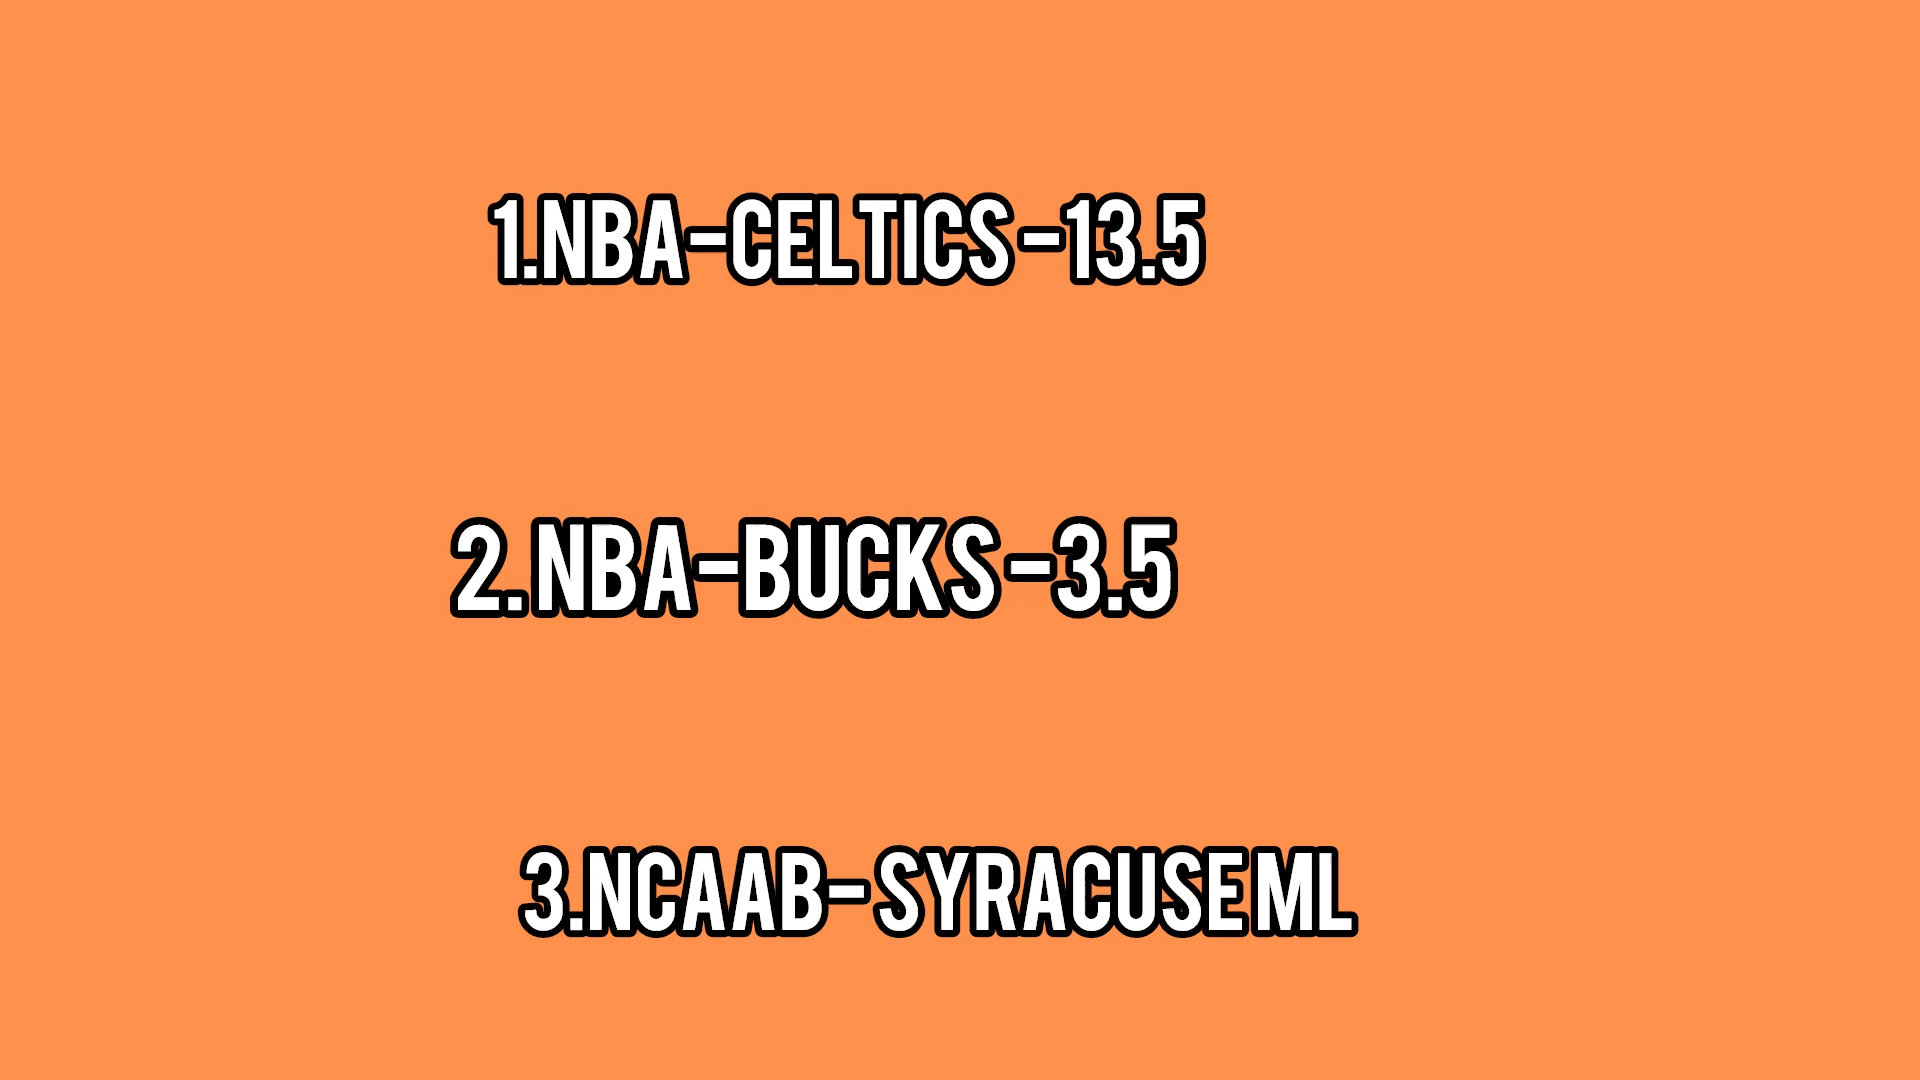 1.NBA-CELTICS -13.5
2. NBA-BUCKS -3.5
3.NCAAB- SYRACUSE ML